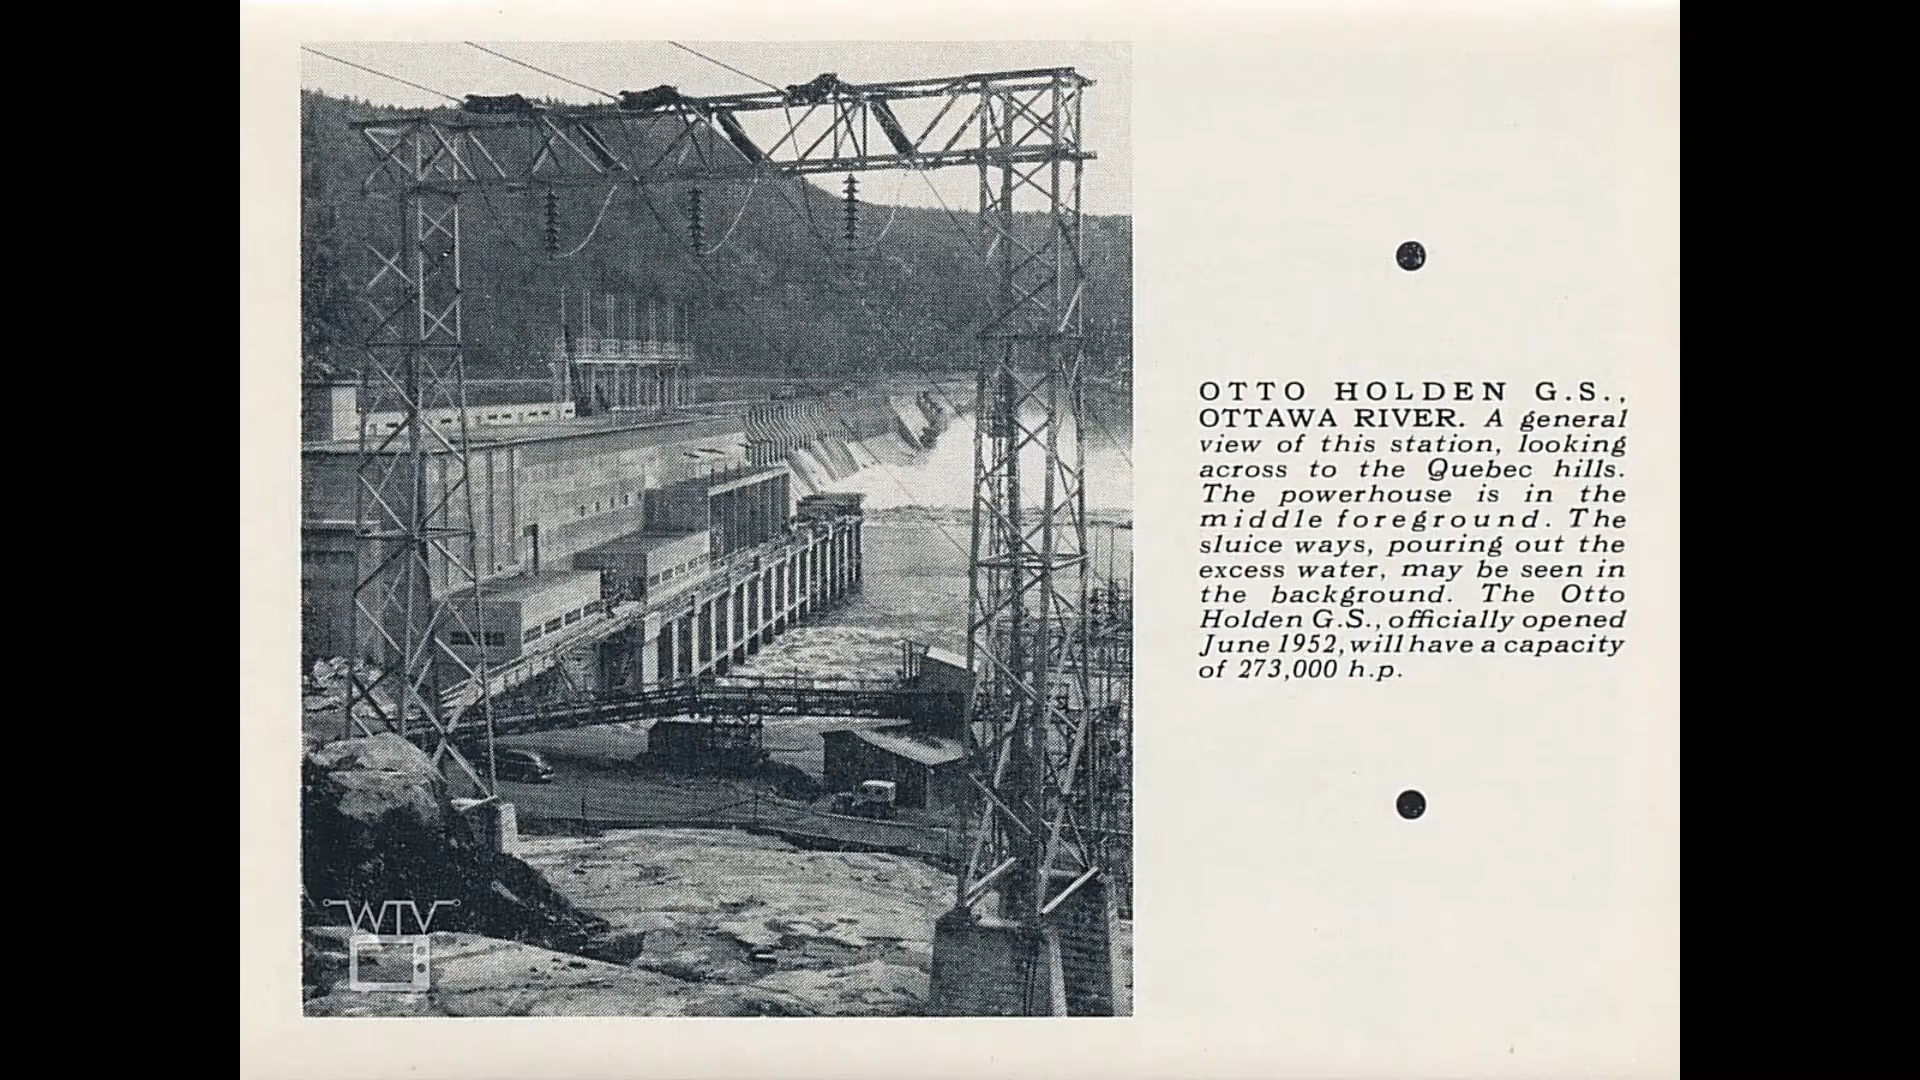 OTTO HOLDEN G.S.,
OTTAWA RIVER. A general
view of this station, looking
across to the Quebec hills.
The powerhouse is in the
middle foreground. The
sluice ways, pouring out the
excess water, may be seen in
the background. The Otto
Holden G.S., officially opened
June 1952, will have a capacity
of 273,000 h.p.
WTV